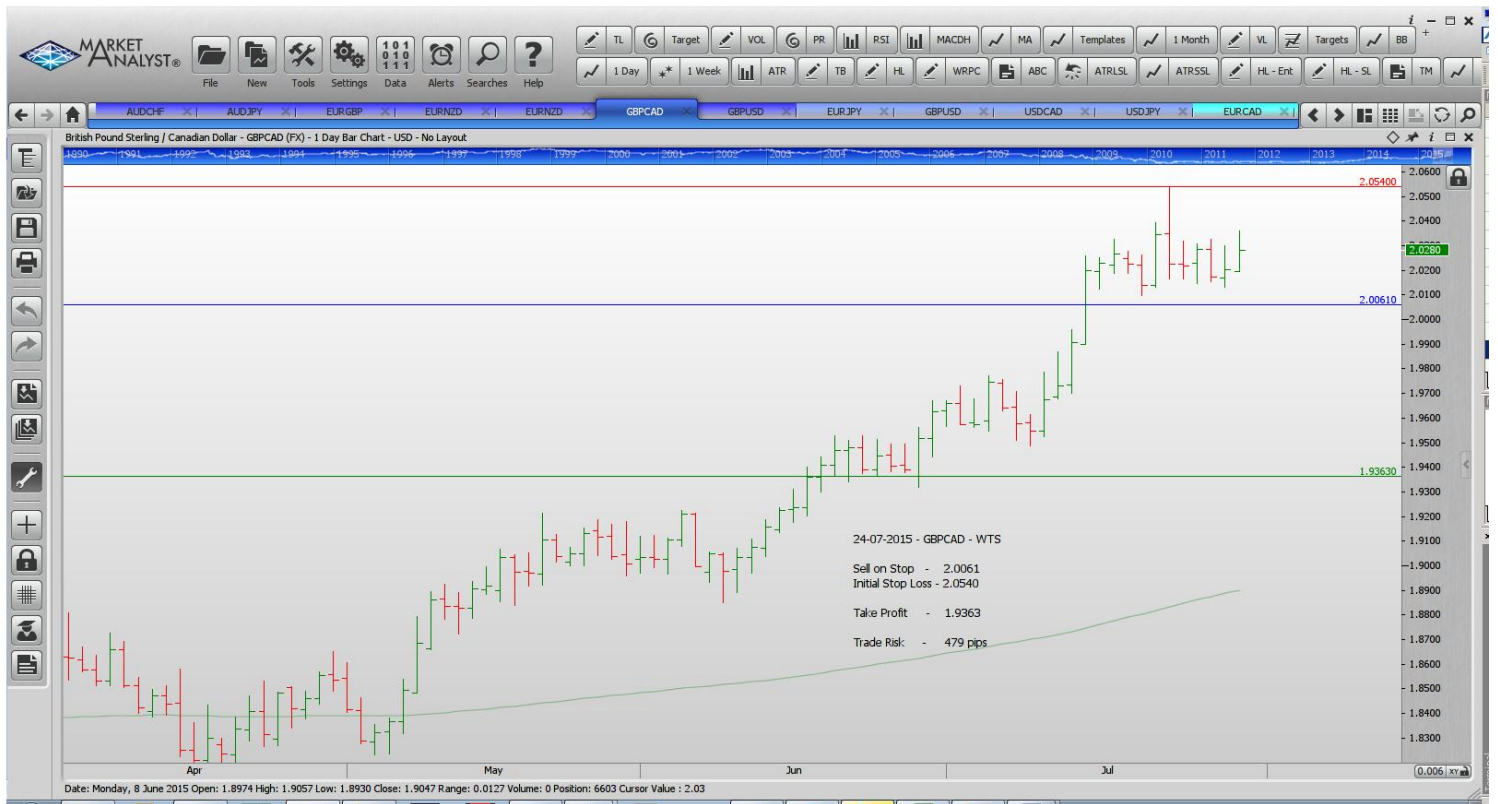 MARKET ANALYST®
File New Tools Settings Data Alerts Searches Help
TL Target VOL PR RSI MACDH MA Templates 1 Month VL Targets BB
1 Day 1 Week ATR TB HL WRPC ABC ATRLSL ATRSSL HL - Ent HL - SL TM
AUDCHF AUDJPY EURGBP EURNZD EURNZD GBPCAD GBPUSD EURJPY GBPUSD USDCAD USDJPY EURCAD
British Pound Sterling / Canadian Dollar - GBPCAD (FX) - 1 Day Bar Chart - USD - No Layout
1990 1991 1992 1993 1994 1995 1996 1997 1998 1999 2000 2001 2002 2003 2004 2005 2006 2007 2008 2009 2010 2011 2012 2013 2014 2015
2.0600
2.05400
2.0500
2.0400
2.0280
2.0200
2.0100
2.00610
2.0000
1.9900
1.9800
1.9700
1.9600
1.9500
1.9400
1.93630
1.9300
1.9200
1.9100
1.9000
1.8900
1.8800
1.8700
1.8600
1.8500
1.8400
1.8300
24-07-2015 - GBPCAD - WTS
Sell on Stop - 2.0061
Initial Stop Loss - 2.0540
Take Profit - 1.9363
Trade Risk - 479 pips
Apr May Jun Jul
0.006 XY
Date: Monday, 8 June 2015 Open: 1.8974 High: 1.9057 Low: 1.8930 Close: 1.9047 Range: 0.0127 Volume: 0 Position: 6603 Cursor Value : 2.03